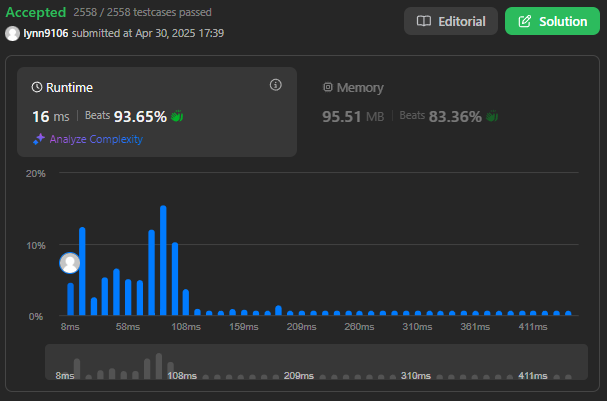 Accepted 2558 / 2558 testcases passed
Editorial
Solution
lynn9106 submitted at Apr 30, 2025 17:39
Runtime
Memory
16 ms | Beats 93.65%
95.51 MB | Beats 83.36%
Analyze Complexity
20%
10%
0%
8ms 58ms 108ms 159ms 209ms 260ms 310ms 361ms 411ms
8ms 108ms 209ms 310ms 411ms